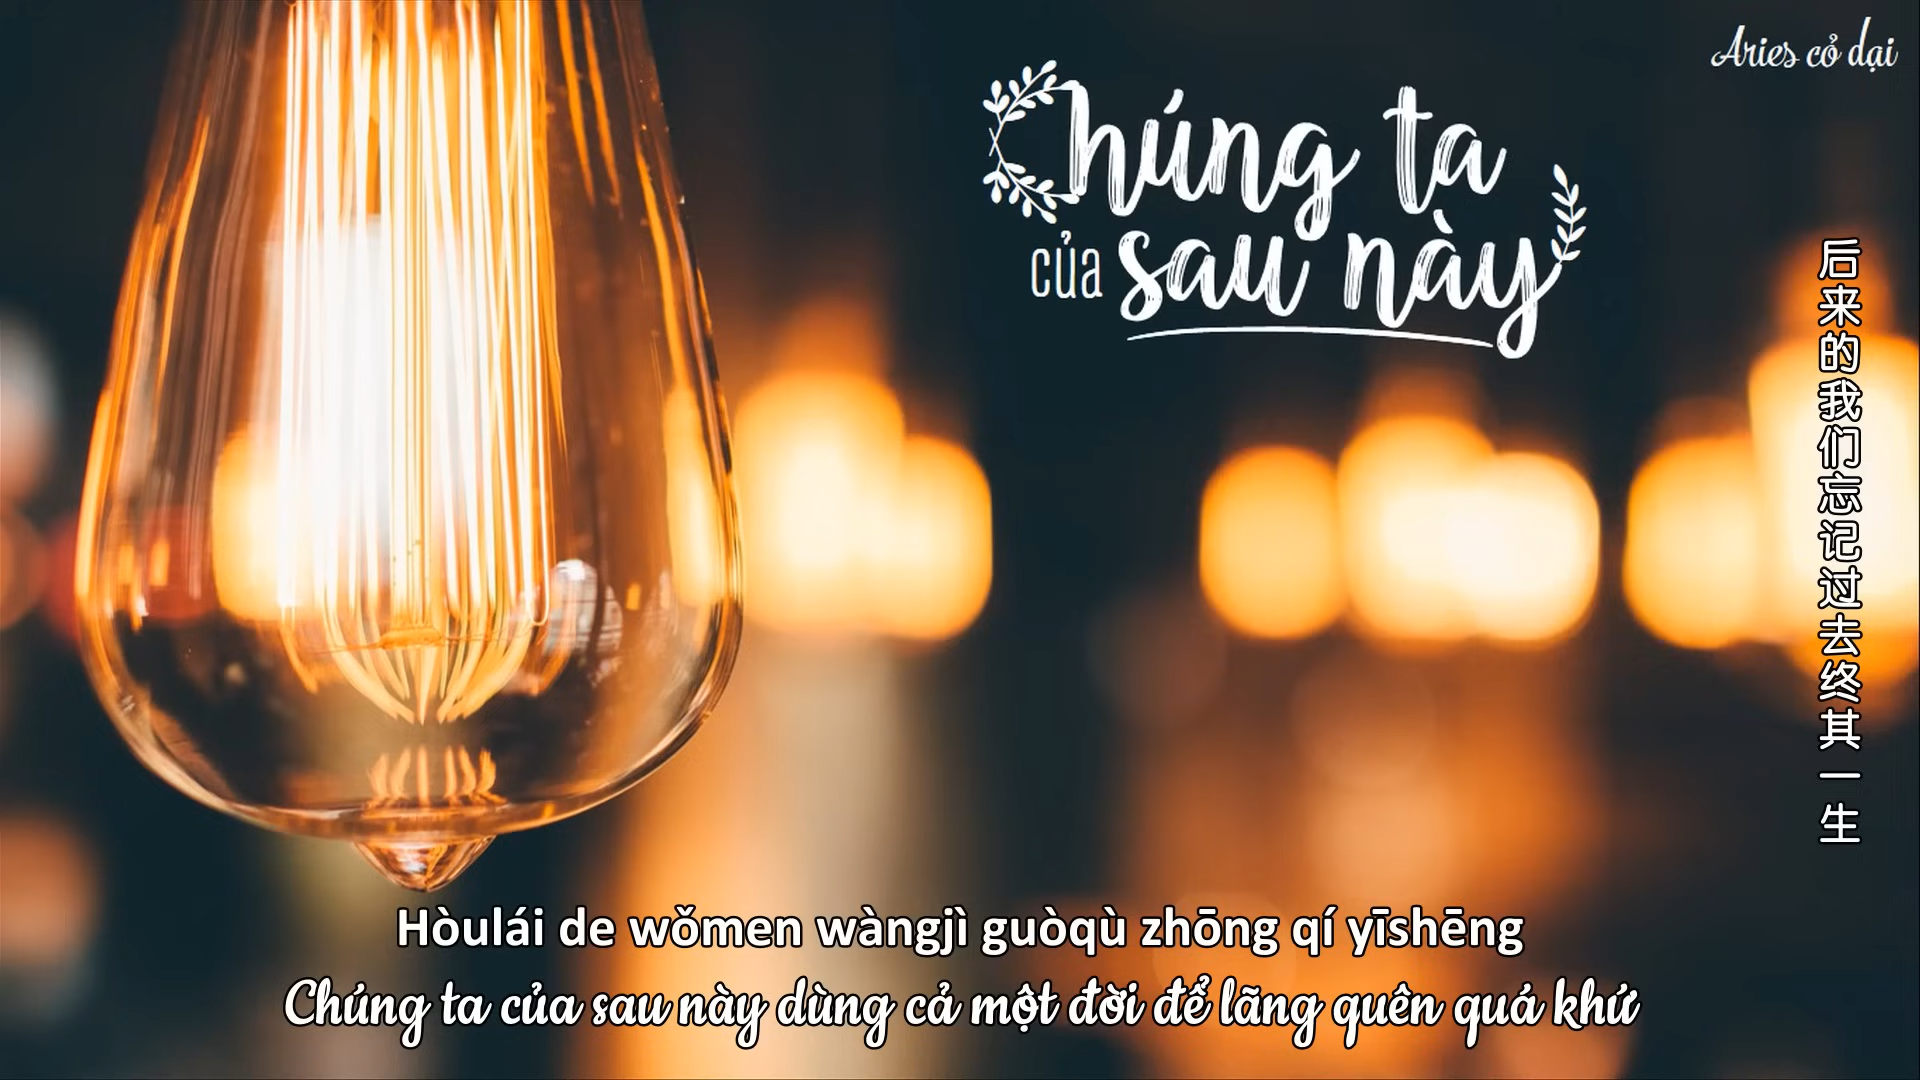 Aries cỏ dại
Chúng ta
của sau này
后来的我们忘记过去终其一生
Hòulái de wǒmen wàngjì guòqù zhōng qí yīshēng
Chúng ta của sau này dùng cả một đời để lãng quên quá khứ